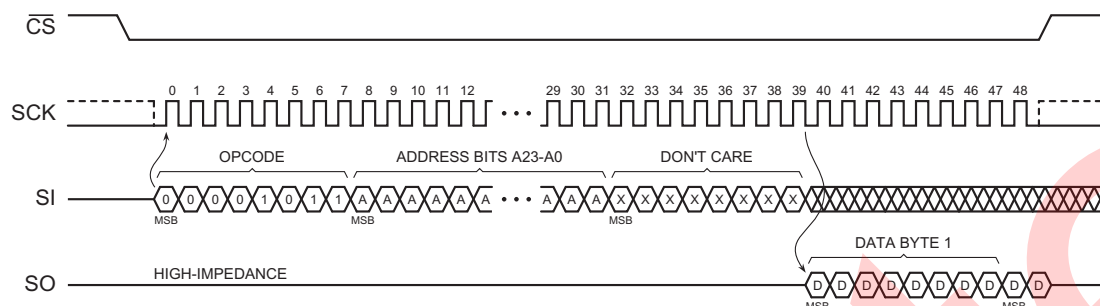 CS
SCK 0 1 2 3 4 5 6 7 8 9 10 11 12 29 30 31 32 33 34 35 36 37 38 39 40 41 42 43 44 45 46 47 48
OPCODE ADDRESS BITS A23-A0 DON'T CARE
SI 0 0 0 0 1 0 1 1 A A A A A A A A A X X X X X X X X
MSB MSB MSB
DATA BYTE 1
HIGH-IMPEDANCE
SO D D D D D D D D D D
MSB MSB